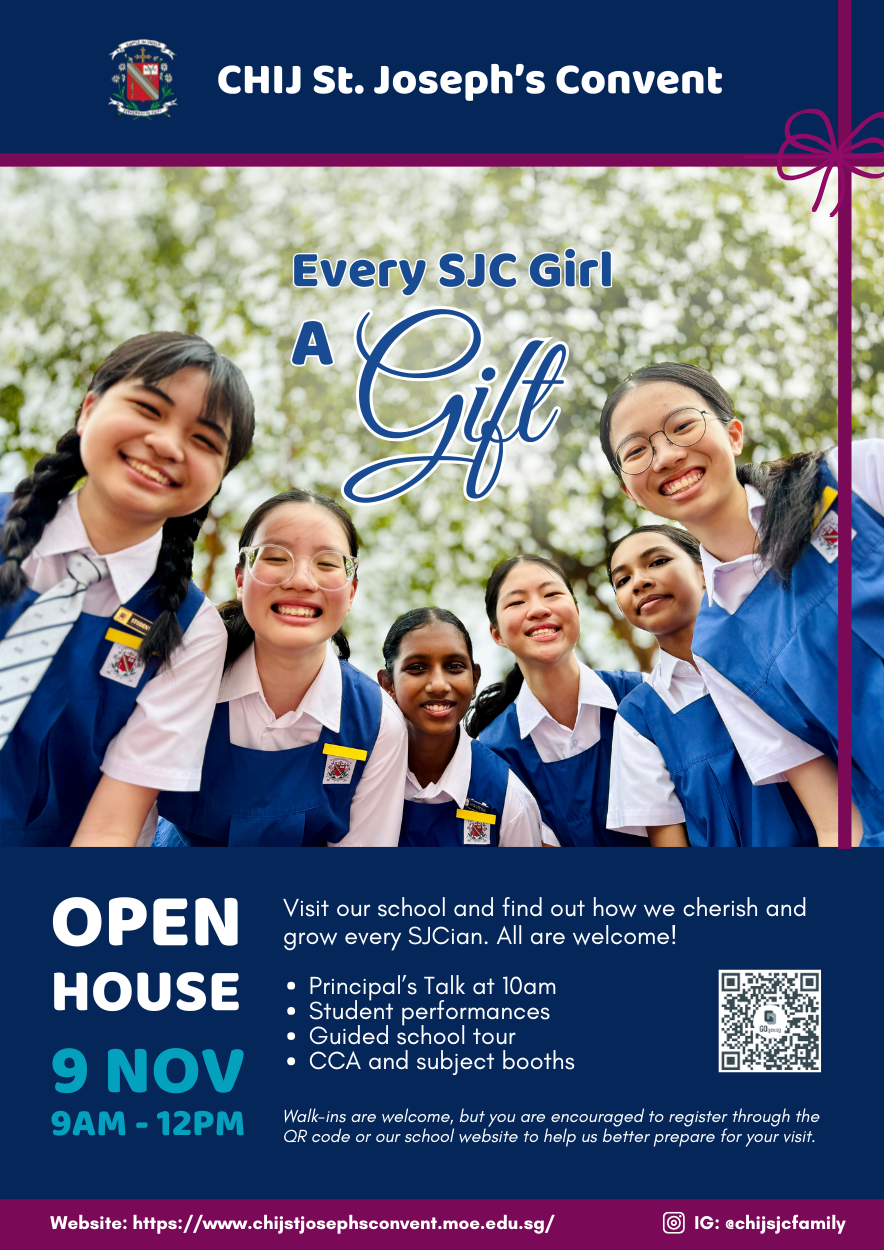 CHIJ St. Joseph's Convent
Every SJC Girl
A Gift
OPEN
HOUSE
9 NOV
9AM - 12PM
Visit our school and find out how we cherish and
grow every SJCian. All are welcome!
• Principal's Talk at 10am
• Student performances
• Guided school tour
• CCA and subject booths
Walk-ins are welcome, but you are encouraged to register through the
QR code or our school website to help us better prepare for your visit.
Website: https://www.chijstjosephsconvent.moe.edu.sg/
IG: @chijsjcfamily